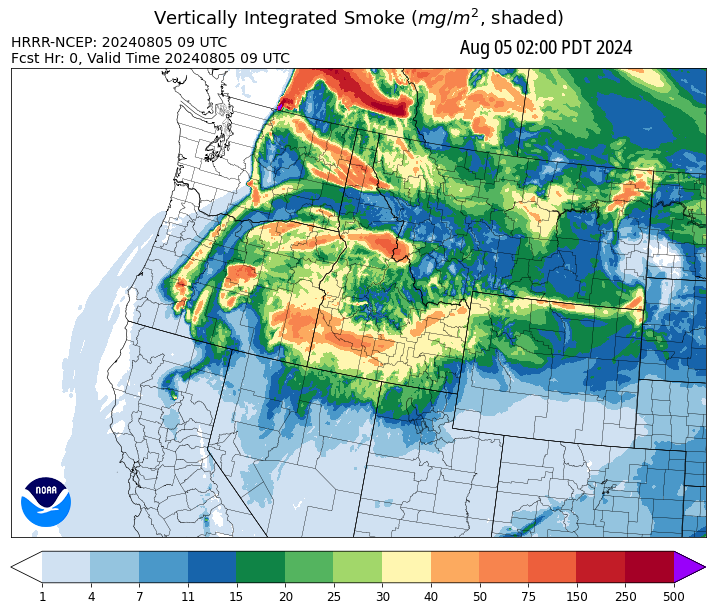 Vertically Integrated Smoke (mg/m², shaded)
HRRR-NCEP: 20240805 09 UTC
Fcst Hr: 0, Valid Time 20240805 09 UTC
Aug 05 02:00 PDT 2024
NOAA
1 4 7 11 15 20 25 30 40 50 75 150 250 500